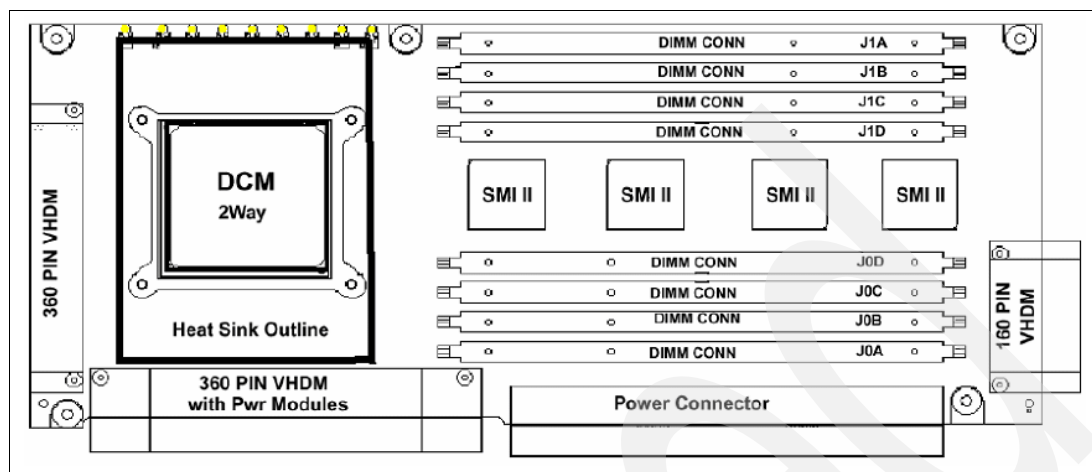 DIMM CONN J1A
DIMM CONN J1B
DIMM CONN J1C
DIMM CONN J1D
360 PIN VHDM
DCM
2Way
SMI II SMI II SMI II SMI II
DIMM CONN J0D
DIMM CONN J0C
DIMM CONN J0B
DIMM CONN J0A
Heat Sink Outline
160 PIN
VHDM
360 PIN VHDM
with Pwr Modules
Power Connector